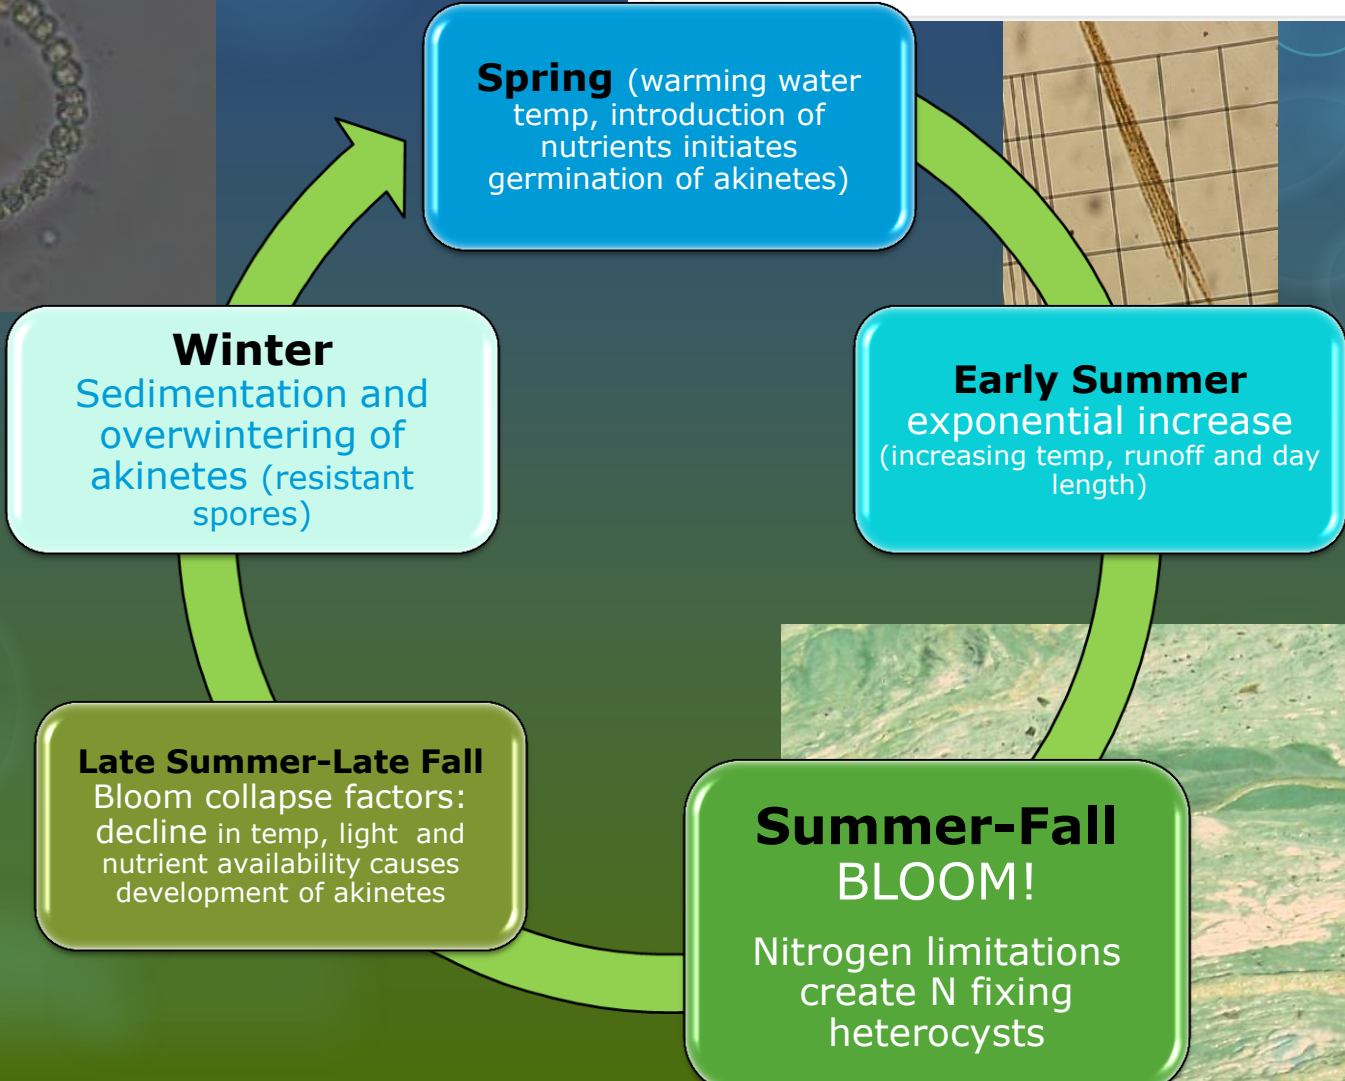 Spring (warming water
temp, introduction of
nutrients initiates
germination of akinetes)
Early Summer
exponential increase
(increasing temp, runoff and day
length)
Summer-Fall
BLOOM!
Nitrogen limitations
create N fixing
heterocysts
Late Summer-Late Fall
Bloom collapse factors:
decline in temp, light and
nutrient availability causes
development of akinetes
Winter
Sedimentation and
overwintering of
akinetes (resistant
spores)